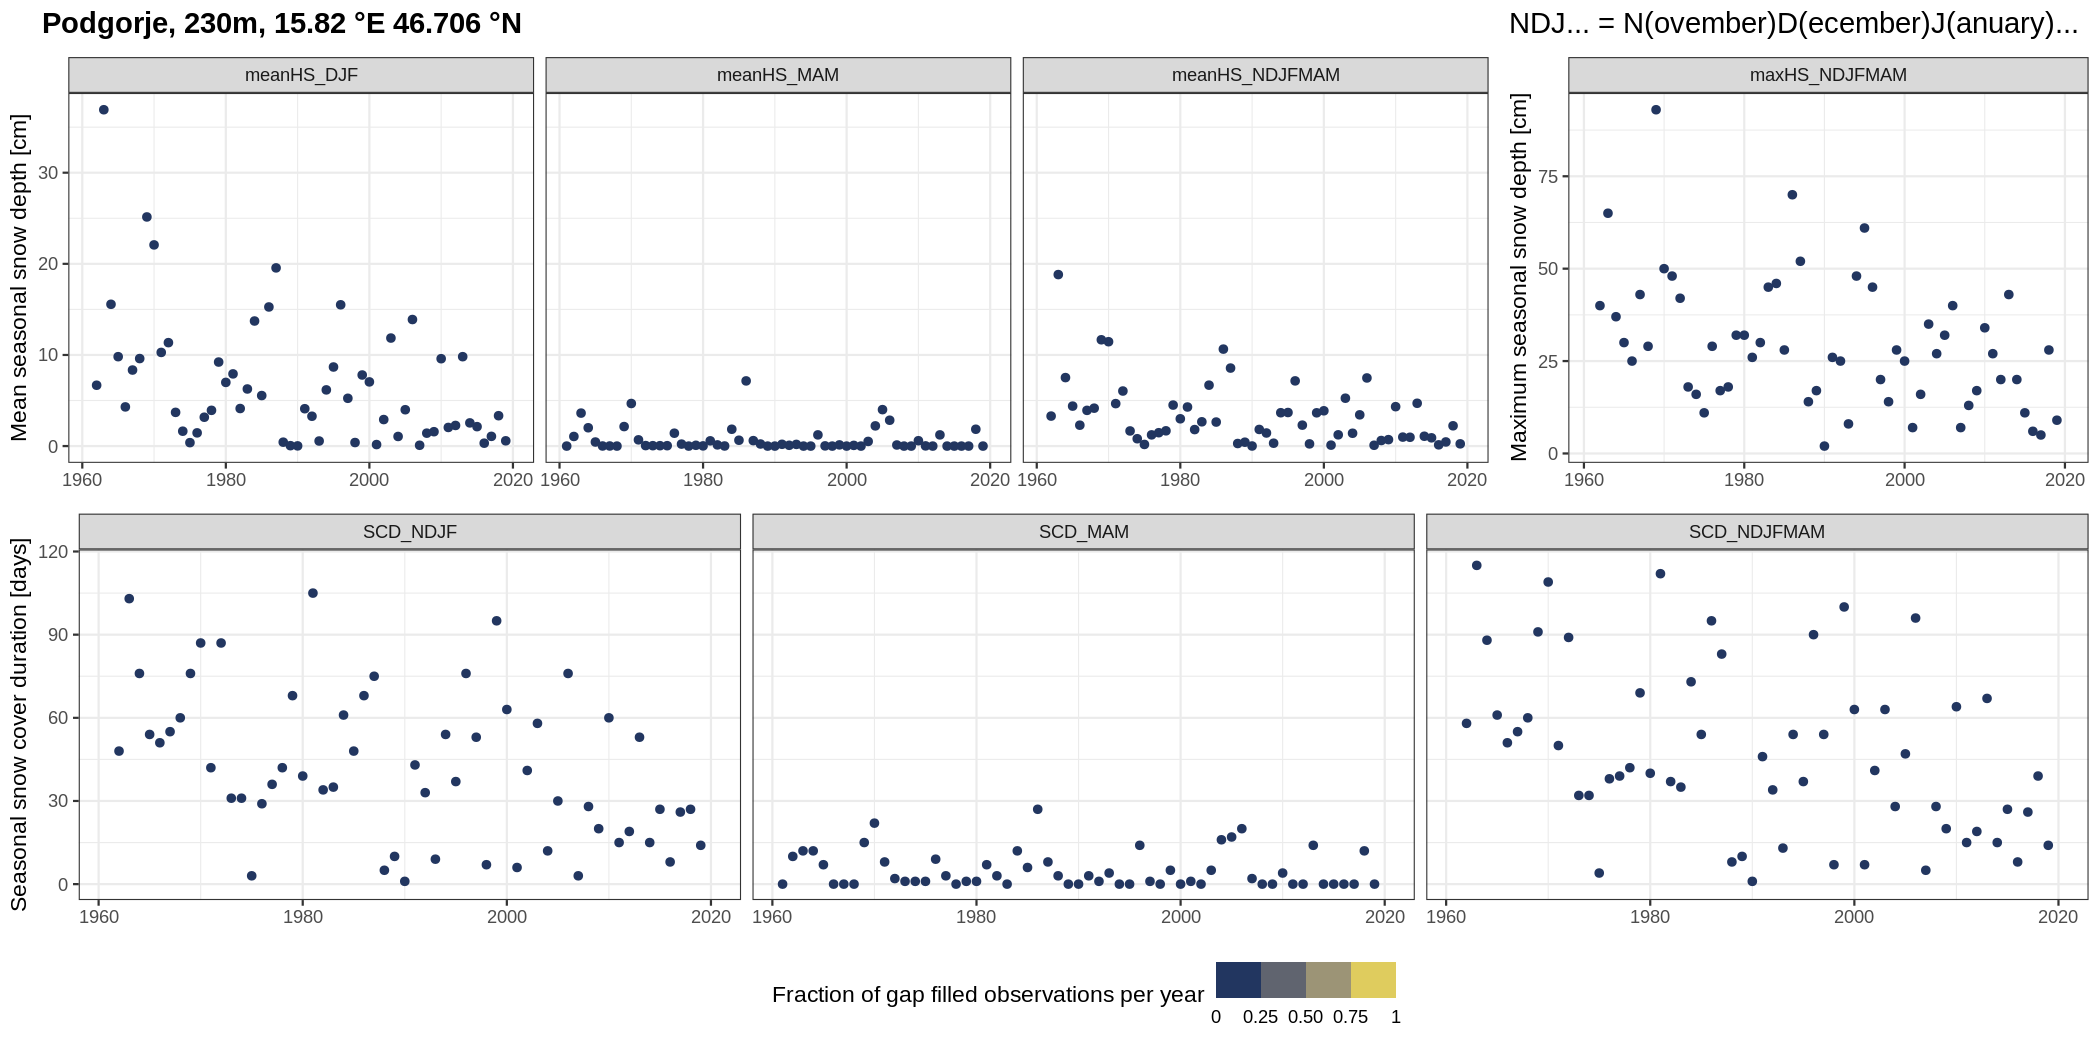 Podgorje, 230m, 15.82 °E 46.706 °N
NDJ... = N(ovember)D(ecember)J(anuary)...
meanHS_DJF
meanHS_MAM
meanHS_NDJFMAM
maxHS_NDJFMAM
Mean seasonal snow depth [cm]
30
20
10
0
1960 1980 2000 2020
1960 1980 2000 2020
1960 1980 2000 2020
Maximum seasonal snow depth [cm]
75
50
25
0
1960 1980 2000 2020
SCD_NDJF
SCD_MAM
SCD_NDJFMAM
Seasonal snow cover duration [days]
120
90
60
30
0
1960 1980 2000 2020
1960 1980 2000 2020
1960 1980 2000 2020
Fraction of gap filled observations per year
0 0.25 0.50 0.75 1